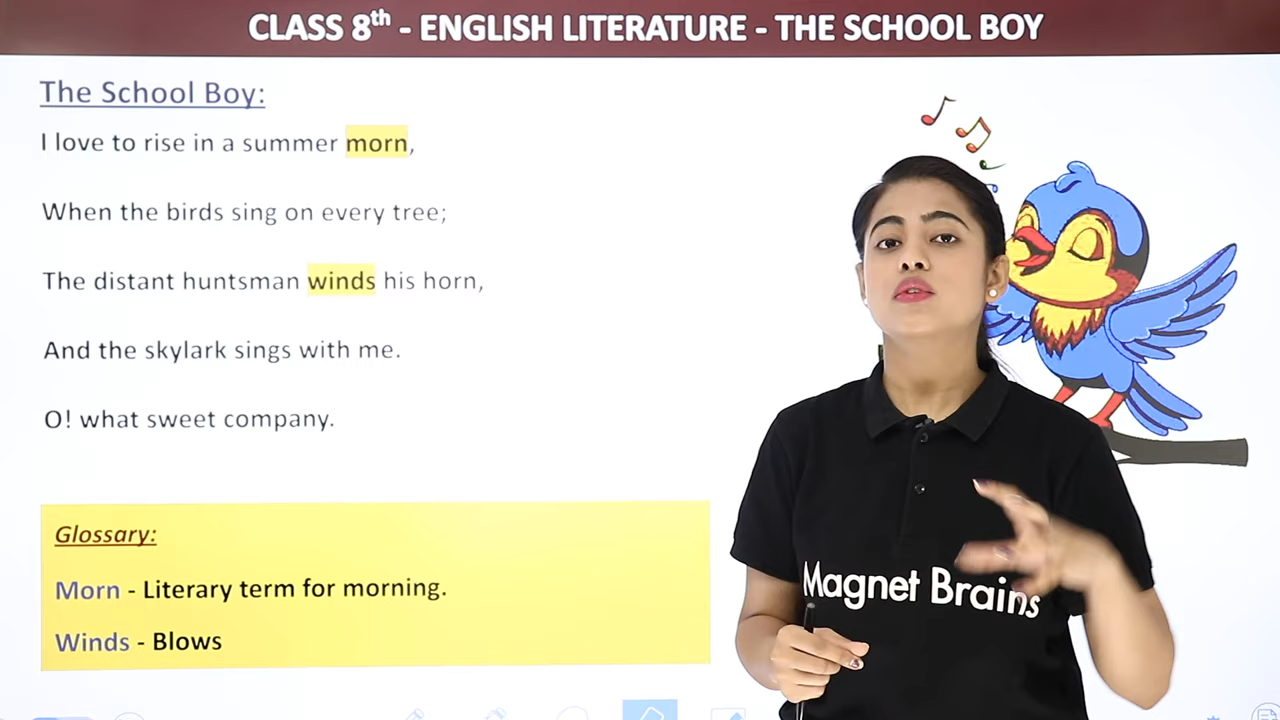 CLASS 8th - ENGLISH LITERATURE - THE SCHOOL BOY
The School Boy:
I love to rise in a summer morn,
When the birds sing on every tree;
The distant huntsman winds his horn,
And the skylark sings with me.
O! what sweet company.
Glossary:
Morn - Literary term for morning.
Winds - Blows
Magnet Brains